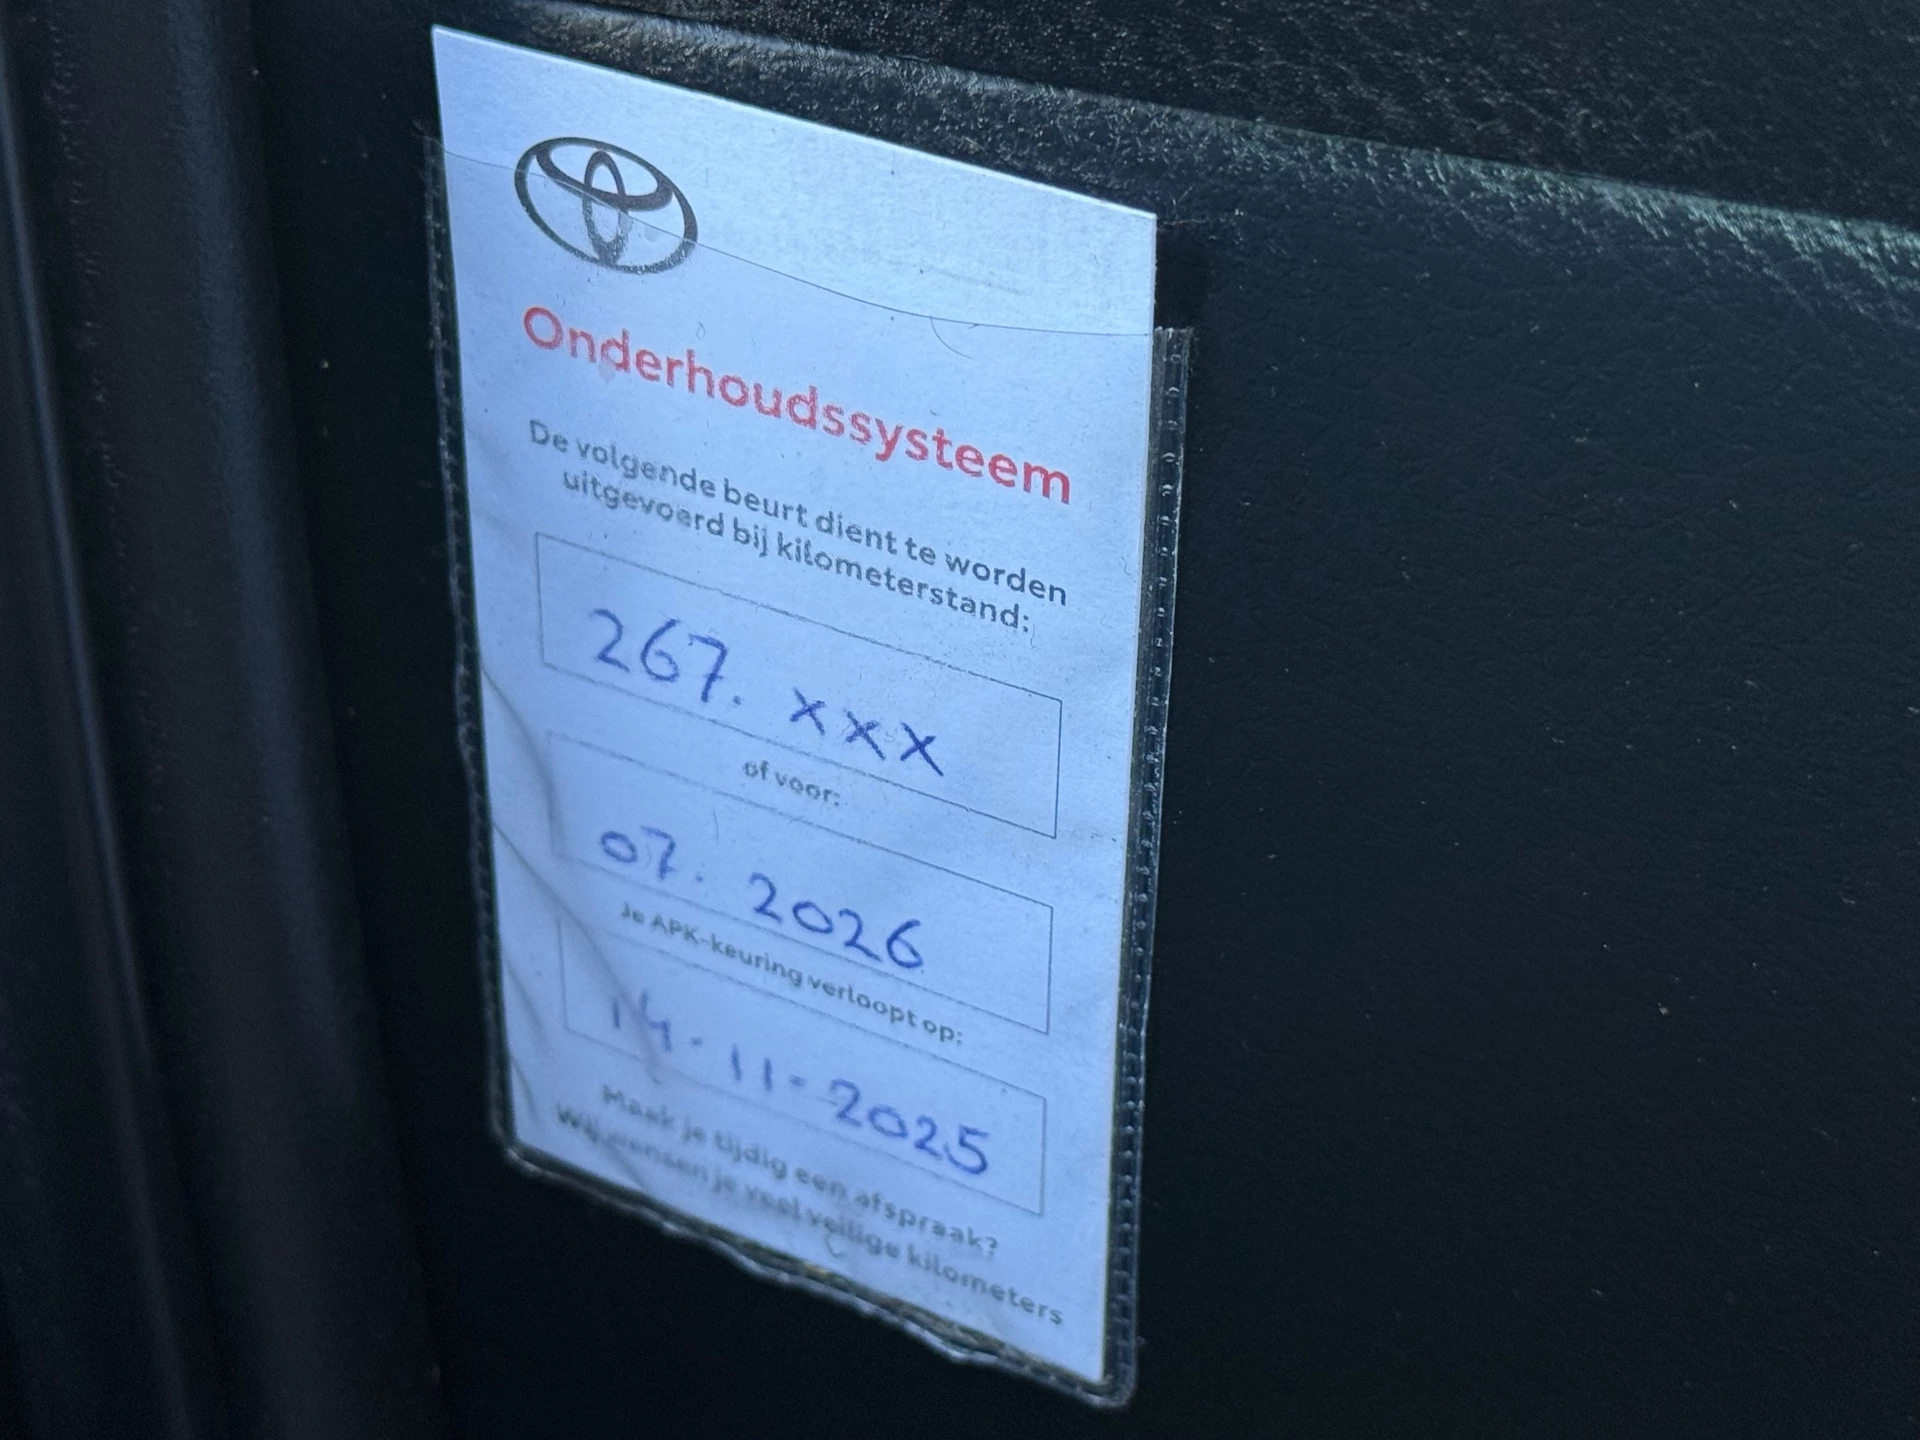 Onderhoudssysteem
De volgende beurt dient te worden
uitgevoerd bij kilometerstand:
267. xxx
of voor:
07. 2026
Je APK-keuring verloopt op:
14-11-2025
Maak je tijdig een afspraak?
Wij wensen je veel veilige kilometers